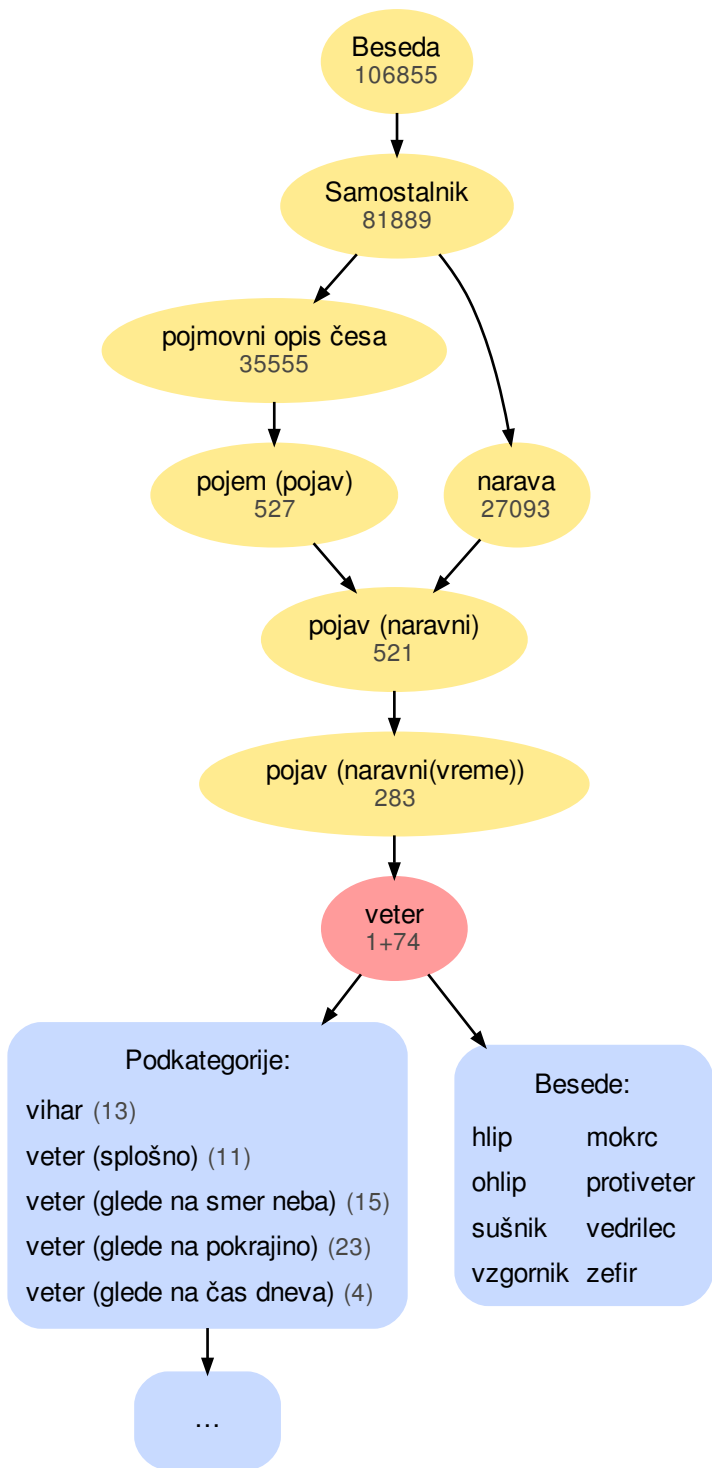 Beseda
106855
Samostalnik
81889
pojmovni opis česa
35555
pojem (pojav)
527
narava
27093
pojav (naravni)
521
pojav (naravni(vreme))
283
veter
1+74
Podkategorije:
vihar (13)
veter (splošno) (11)
veter (glede na smer neba) (15)
veter (glede na pokrajino) (23)
veter (glede na čas dneva) (4)
Besede:
hlip mokrc
ohlip protiveter
sušnik vedrilec
vzgornik zefir
…